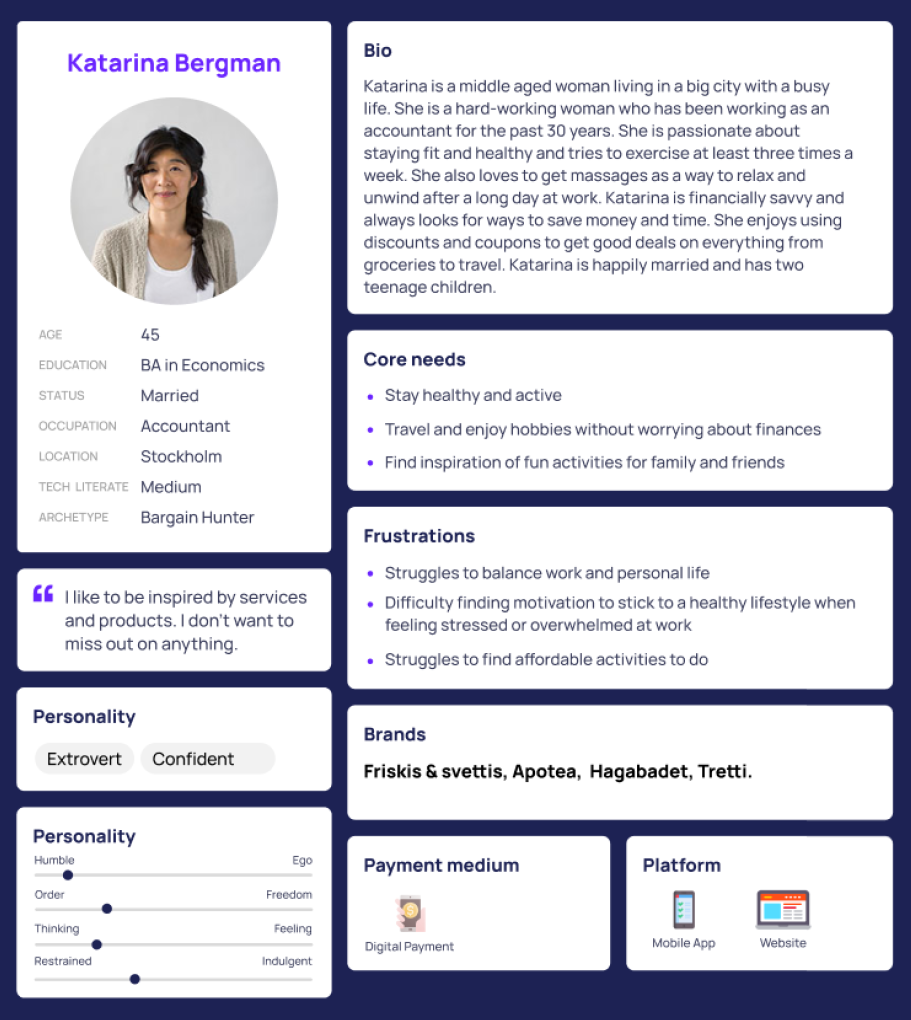 Katarina Bergman
AGE 45
EDUCATION BA in Economics
STATUS Married
OCCUPATION Accountant
LOCATION Stockholm
TECH LITERATE Medium
ARCHETYPE Bargain Hunter
I like to be inspired by services
and products. I don't want to
miss out on anything.
Personality
Extrovert Confident
Personality
Humble Ego
Order Freedom
Thinking Feeling
Restrained Indulgent
Bio
Katarina is a middle aged woman living in a big city with a busy
life. She is a hard-working woman who has been working as an
accountant for the past 30 years. She is passionate about
staying fit and healthy and tries to exercise at least three times a
week. She also loves to get massages as a way to relax and
unwind after a long day at work. Katarina is financially savvy and
always looks for ways to save money and time. She enjoys using
discounts and coupons to get good deals on everything from
groceries to travel. Katarina is happily married and has two
teenage children.
Core needs
Stay healthy and active
Travel and enjoy hobbies without worrying about finances
Find inspiration of fun activities for family and friends
Frustrations
Struggles to balance work and personal life
Difficulty finding motivation to stick to a healthy lifestyle when
feeling stressed or overwhelmed at work
Struggles to find affordable activities to do
Brands
Friskis & svettis, Apotea, Hagabadet, Tretti.
Payment medium
Digital Payment
Platform
Mobile App Website